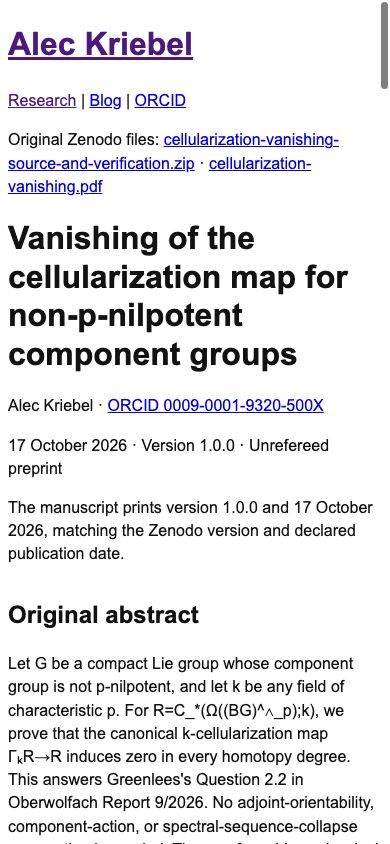 Alec Kriebel
Research | Blog | ORCID
Original Zenodo files: cellularization-vanishing-
source-and-verification.zip · cellularization-
vanishing.pdf
Vanishing of the
cellularization map for
non-p-nilpotent
component groups
Alec Kriebel · ORCID 0009-0001-9320-500X
17 October 2026 · Version 1.0.0 · Unrefereed
preprint
The manuscript prints version 1.0.0 and 17 October
2026, matching the Zenodo version and declared
publication date.
Original abstract
Let G be a compact Lie group whose component
group is not p-nilpotent, and let k be any field of
characteristic p. For R=C_*(Ω((BG)^∧_p);k), we
prove that the canonical k-cellularization map
ΓₖR→R induces zero in every homotopy degree.
This answers Greenlees's Question 2.2 in
Oberwolfach Report 9/2026. No adjoint-orientability,
component-action, or spectral-sequence-collapse